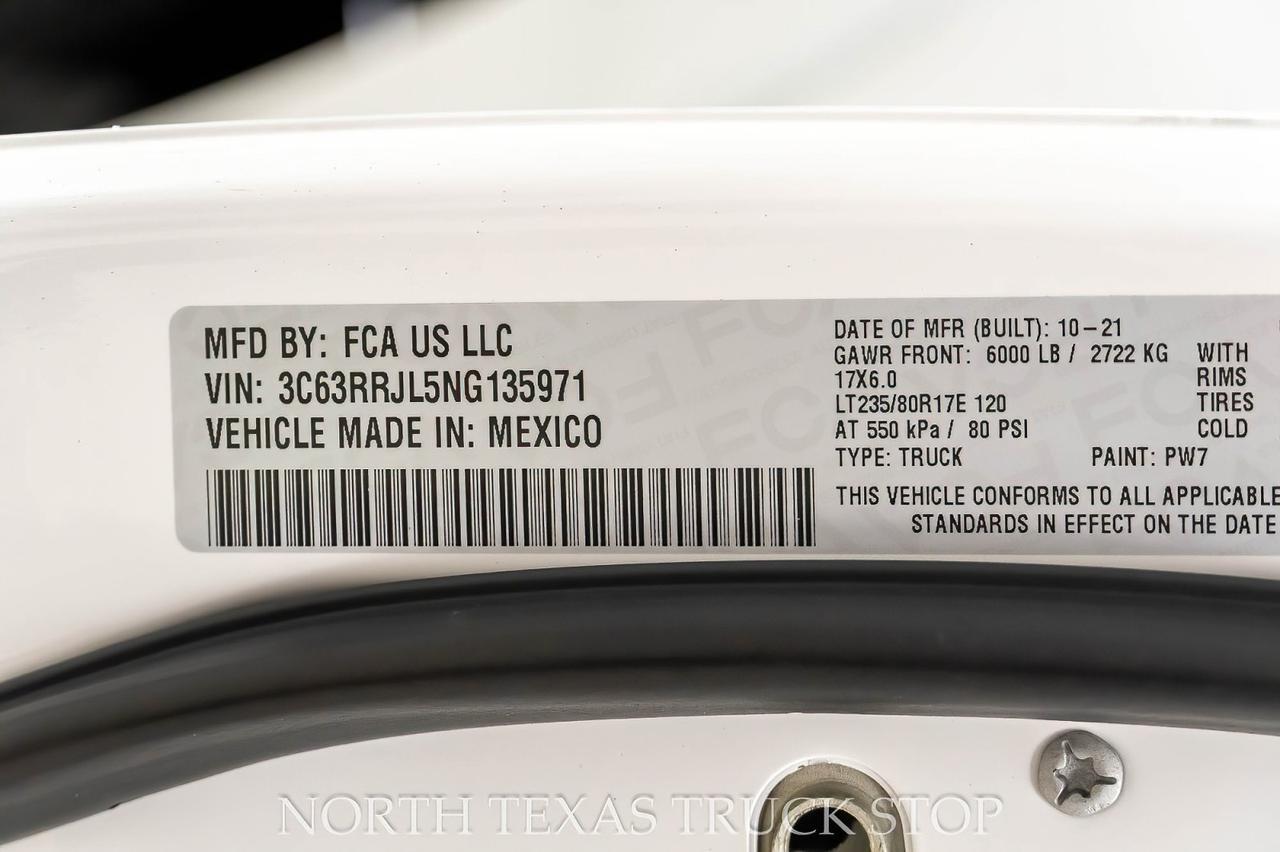 MFD BY: FCA US LLC
VIN: 3C63RRJL5NG135971
VEHICLE MADE IN: MEXICO
DATE OF MFR (BUILT): 10-21
GAWR FRONT: 6000 LB / 2722 KG WITH
17X6.0 RIMS
LT235/80R17E 120 TIRES
AT 550 kPa / 80 PSI COLD
TYPE: TRUCK PAINT: PW7
THIS VEHICLE CONFORMS TO ALL APPLICABLE
STANDARDS IN EFFECT ON THE DATE
NORTH TEXAS TRUCK STOP